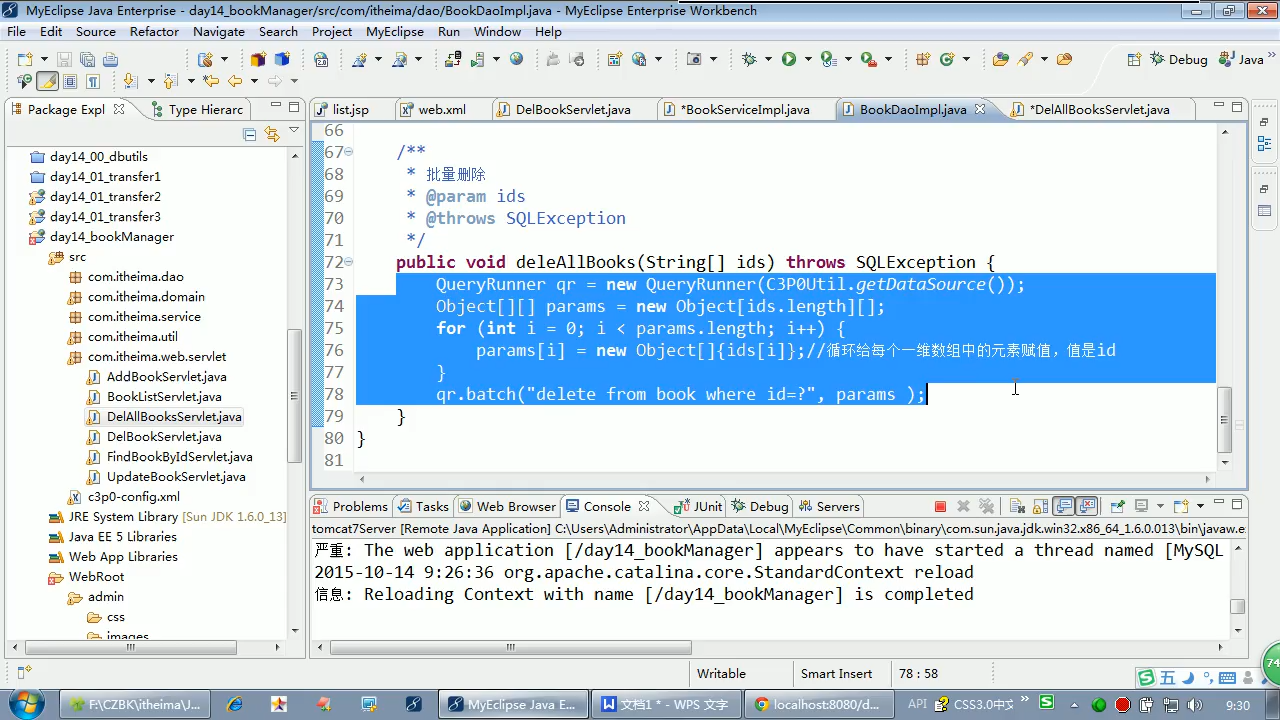 MyEclipse Java Enterprise - day14_bookManager/src/com/itheima/dao/BookDaoImpl.java - MyEclipse Enterprise Workbench
File Edit Source Refactor Navigate Search Project MyEclipse Run Window Help
Debug Java
Package Expl Type Hierarc
list.jsp web.xml DelBookServlet.java *BookServiceImpl.java BookDaoImpl.java *DelAllBooksServlet.java
day14_00_dbutils
day14_01_transfer1
day14_01_transfer2
day14_01_transfer3
day14_bookManager
src
com.itheima.dao
com.itheima.domain
com.itheima.service
com.itheima.util
com.itheima.web.servlet
AddBookServlet.java
BookListServlet.java
DelAllBooksServlet.java
DelBookServlet.java
FindBookByIdServlet.java
UpdateBookServlet.java
c3p0-config.xml
JRE System Library [Sun JDK 1.6.0_13]
Java EE 5 Libraries
Web App Libraries
WebRoot
admin
css
images
66
67 /**
68 * 批量删除
69 * @param ids
70 * @throws SQLException
71 */
72 public void deleAllBooks(String[] ids) throws SQLException {
73 QueryRunner qr = new QueryRunner(C3P0Util.getDataSource());
74 Object[][] params = new Object[ids.length][];
75 for (int i = 0; i < params.length; i++) {
76 params[i] = new Object[]{ids[i]};//循环给每个一维数组中的元素赋值，值是id
77 }
78 qr.batch("delete from book where id=?", params );
79 }
80 }
81
Problems Tasks Web Browser Console JUnit Debug Servers
tomcat7Server [Remote Java Application] C:\Users\Administrator\AppData\Local\MyEclipse\Common\binary\com.sun.java.jdk.win32.x86_64_1.6.0.013\bin\javaw.e
严重: The web application [/day14_bookManager] appears to have started a thread named [MySQL
2015-10-14 9:26:36 org.apache.catalina.core.StandardContext reload
信息: Reloading Context with name [/day14_bookManager] is completed
Writable Smart Insert 78 : 58
五
74
F:\CZBK\itheima\J... MyEclipse Java E... 文档1 * - WPS 文字 localhost:8080/d... API CSS3.0中文 9:30